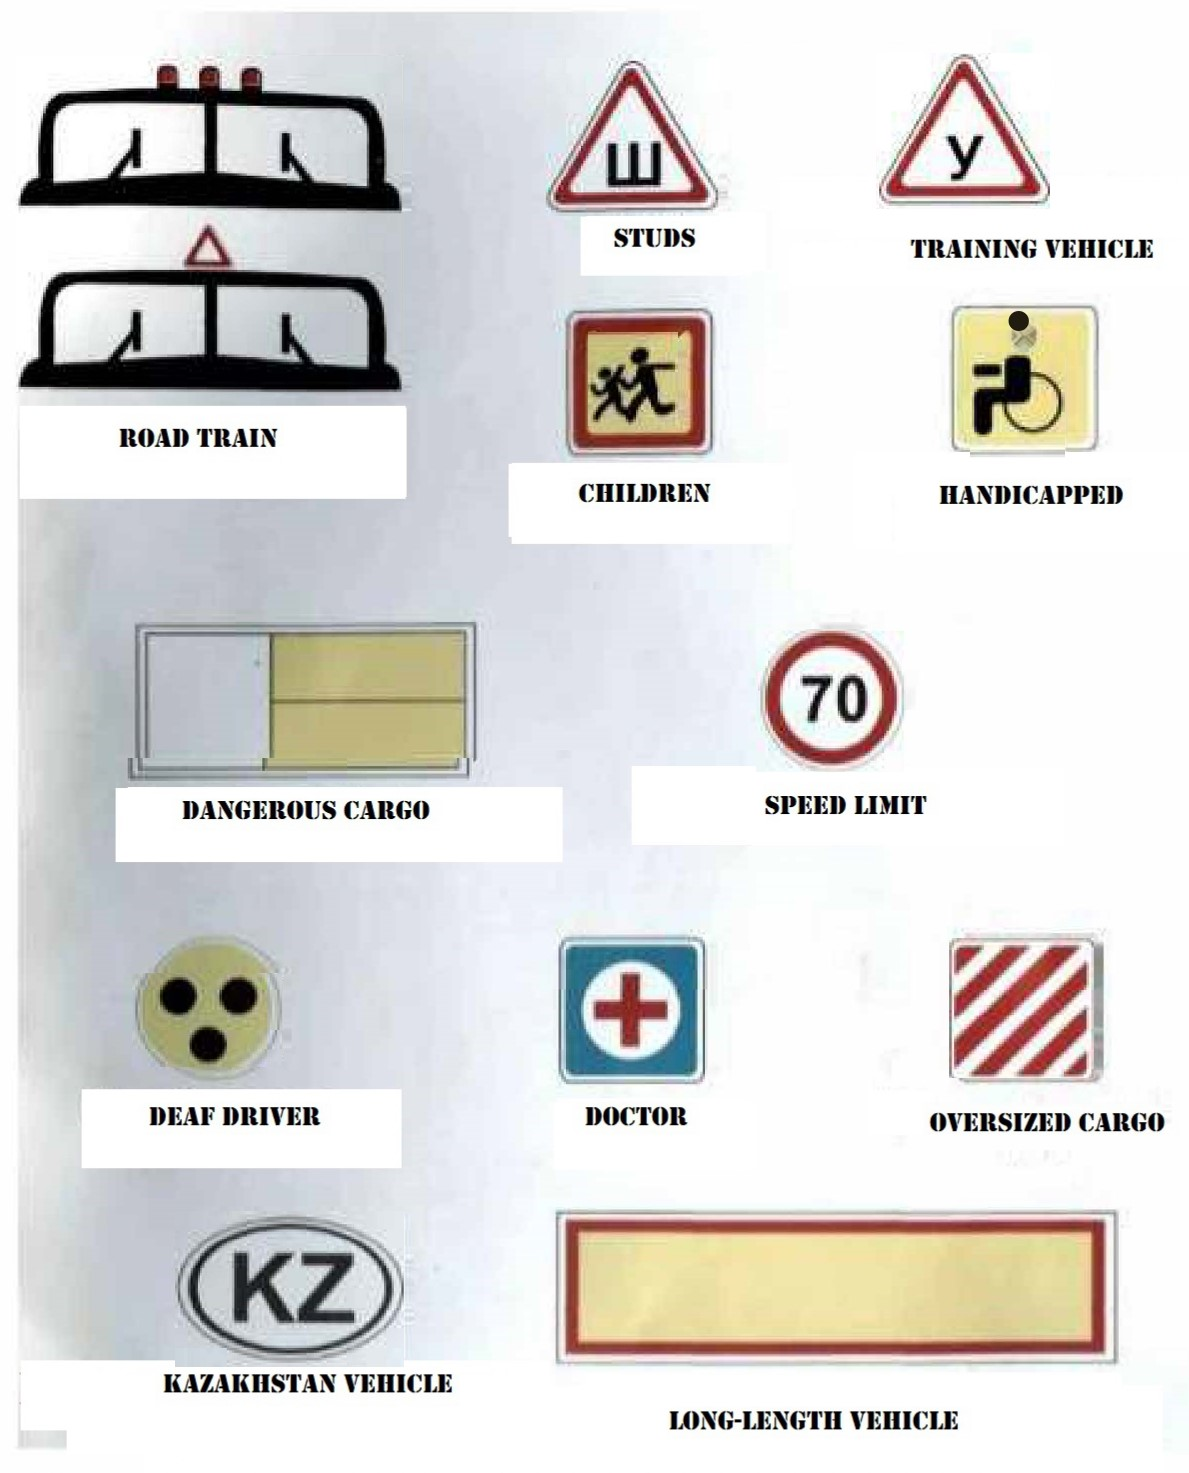 Ш
У
STUDS
TRAINING VEHICLE
ROAD TRAIN
CHILDREN
HANDICAPPED
70
DANGEROUS CARGO
SPEED LIMIT
DEAF DRIVER
DOCTOR
OVERSIZED CARGO
KZ
KAZAKHSTAN VEHICLE
LONG-LENGTH VEHICLE